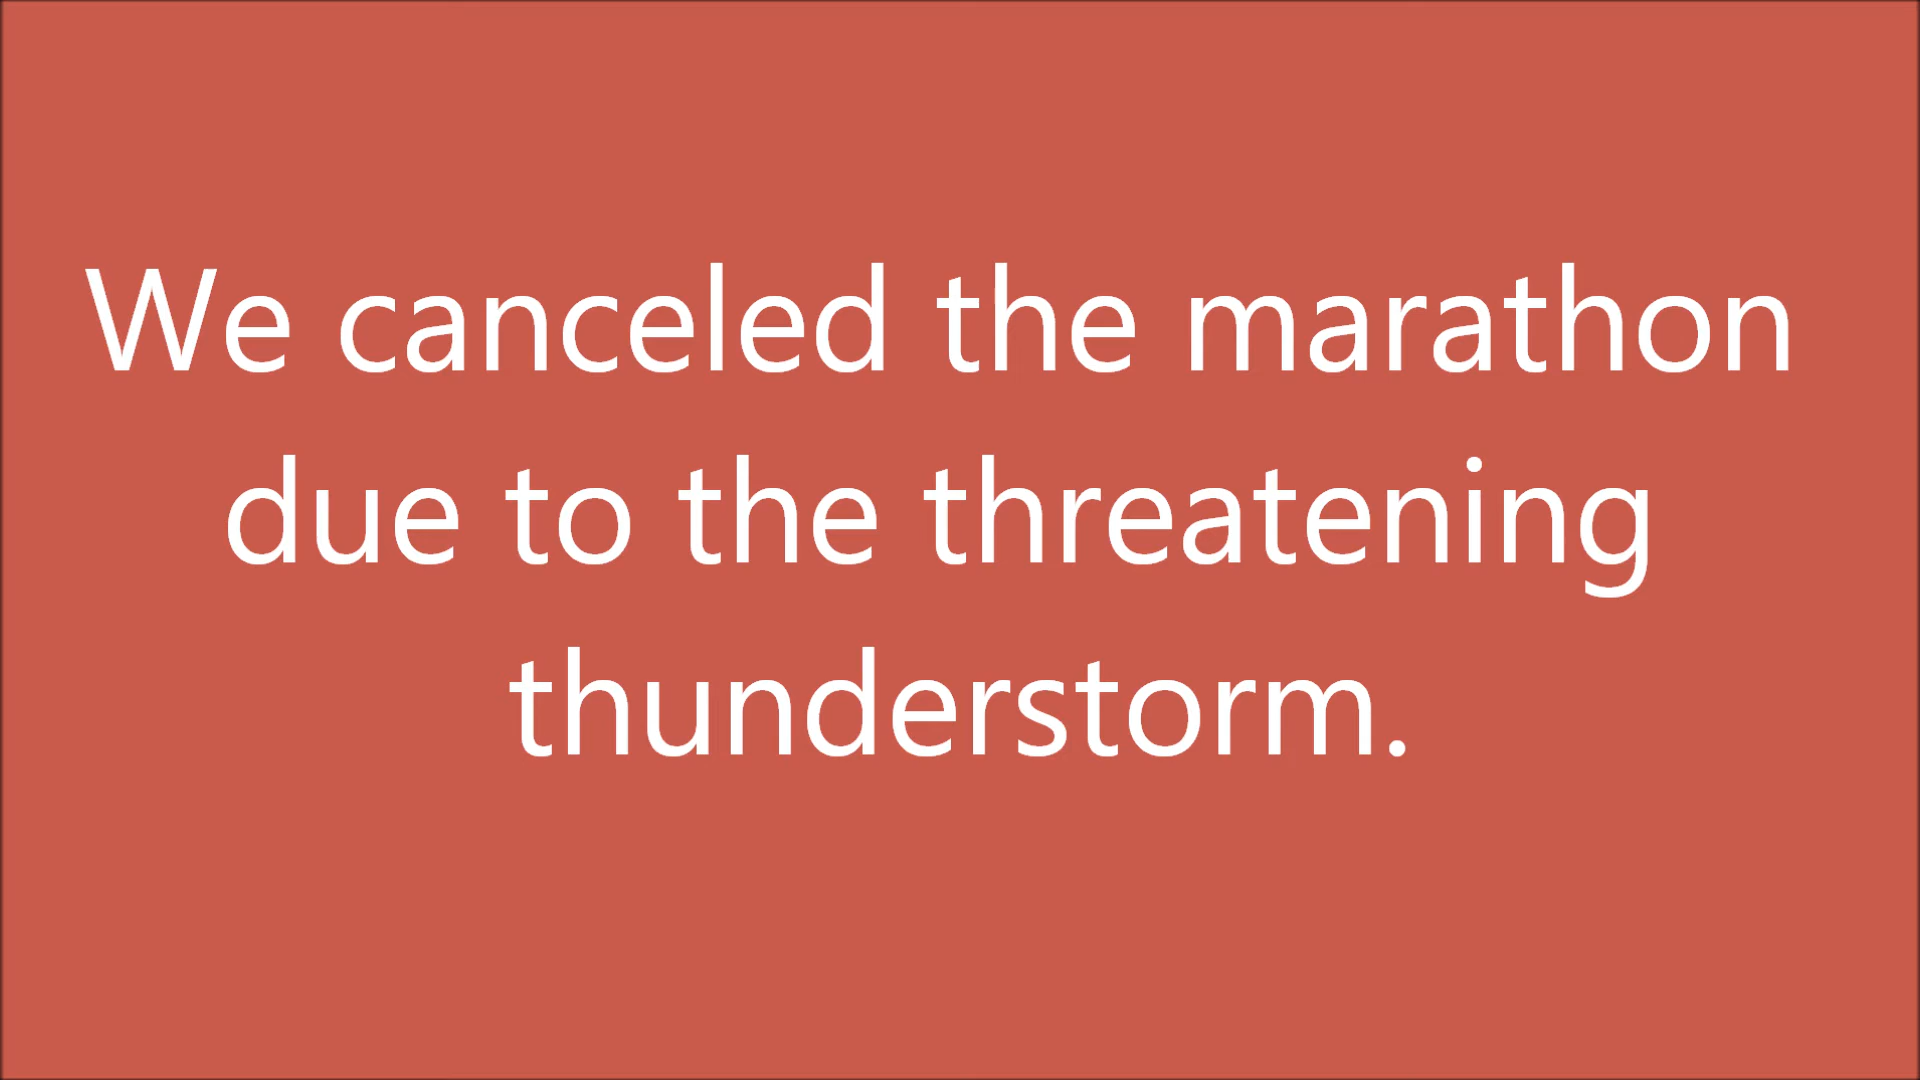 We canceled the marathon
due to the threatening
thunderstorm.